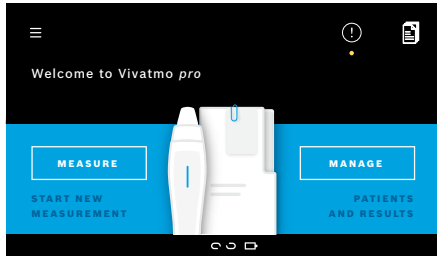 Welcome to Vivatmo pro
MEASURE
START NEW
MEASUREMENT
MANAGE
PATIENTS
AND RESULTS